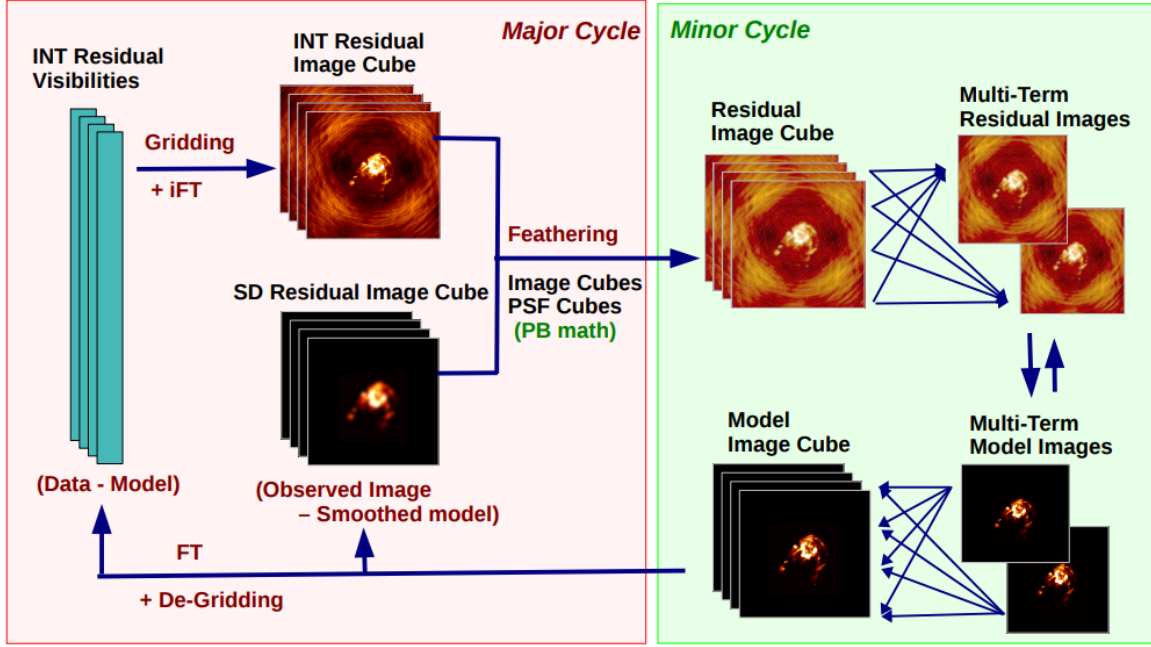 Major Cycle
INT Residual
Visibilities
INT Residual
Image Cube
Gridding
+ iFT
SD Residual Image Cube
Feathering
Image Cubes
PSF Cubes
(PB math)
(Data - Model)
(Observed Image
– Smoothed model)
FT
+ De-Gridding
Minor Cycle
Residual
Image Cube
Multi-Term
Residual Images
Model
Image Cube
Multi-Term
Model Images